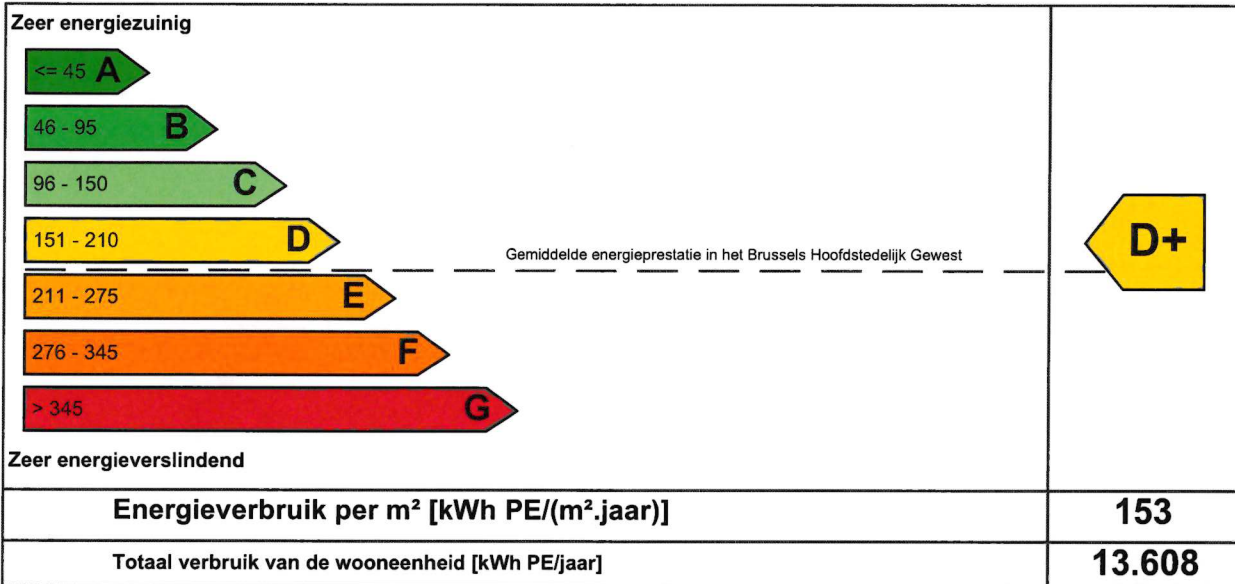 Zeer energiezuinig
<= 45 A
46 - 95 B
96 - 150 C
151 - 210 D
Gemiddelde energieprestatie in het Brussels Hoofdstedelijk Gewest
D+
211 - 275 E
276 - 345 F
> 345 G
Zeer energieverslindend
Energieverbruik per m² [kWh PE/(m².jaar)] 153
Totaal verbruik van de wooneenheid [kWh PE/jaar] 13.608